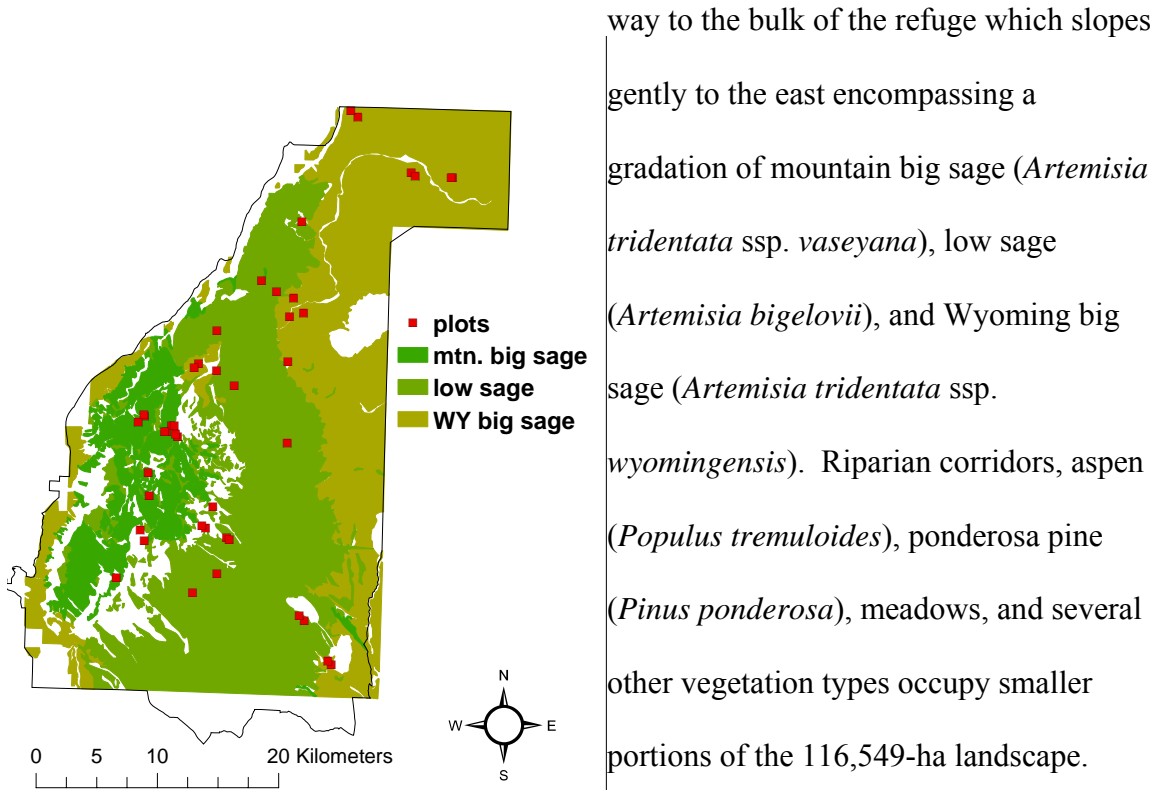 plots
mtn. big sage
low sage
WY big sage
N
W E
S
0 5 10 20 Kilometers
way to the bulk of the refuge which slopes
gently to the east encompassing a
gradation of mountain big sage (Artemisia
tridentata ssp. vaseyana), low sage
(Artemisia bigelovii), and Wyoming big
sage (Artemisia tridentata ssp.
wyomingensis).  Riparian corridors, aspen
(Populus tremuloides), ponderosa pine
(Pinus ponderosa), meadows, and several
other vegetation types occupy smaller
portions of the 116,549-ha landscape.